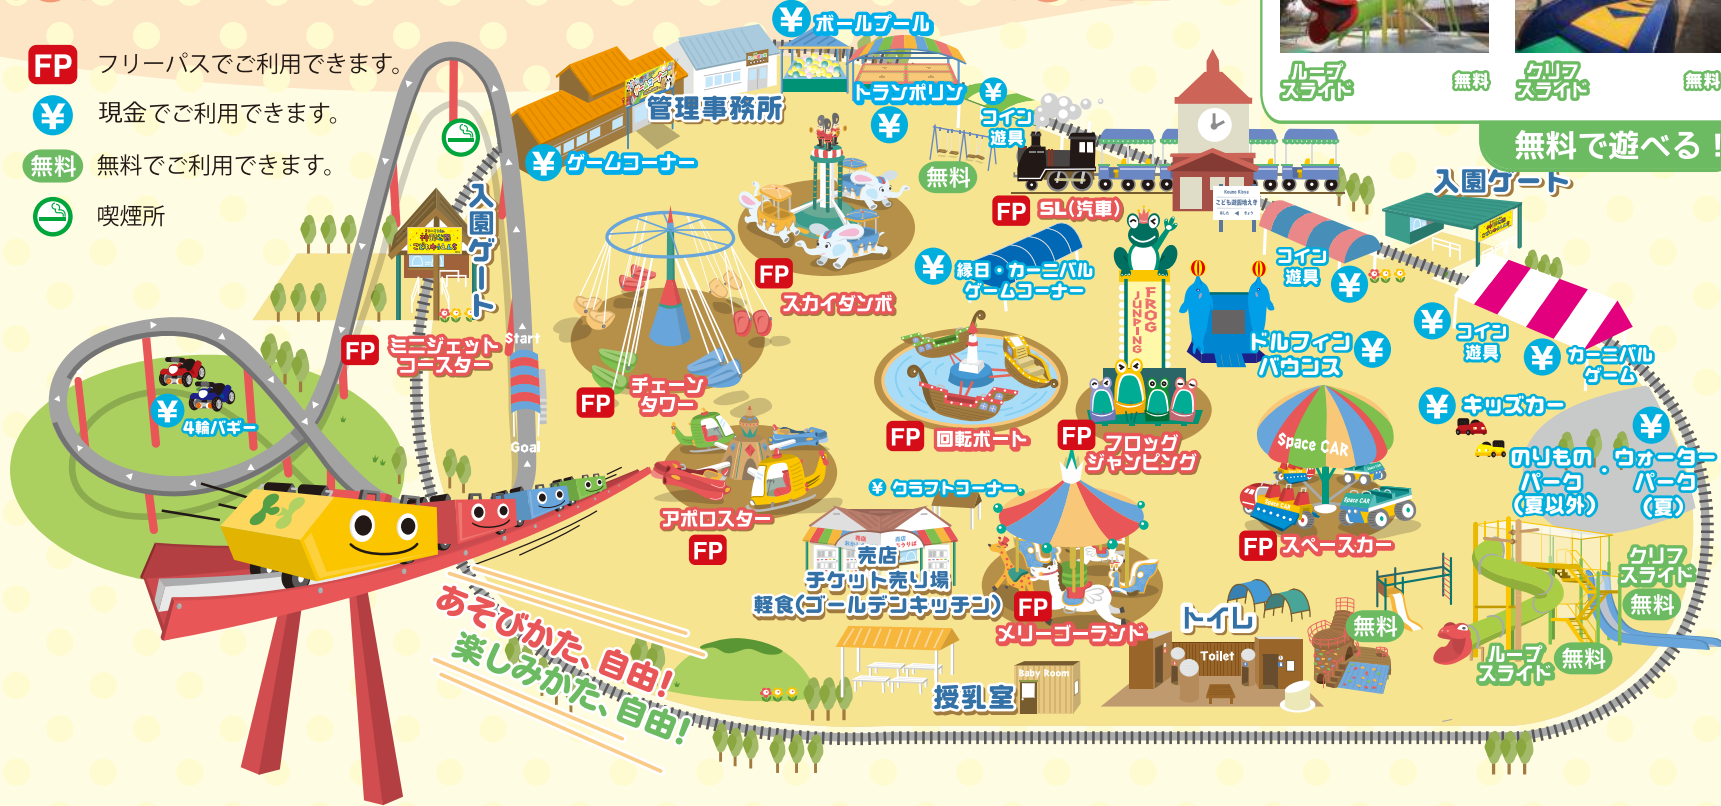 FP フリーパスでご利用できます。
¥ 現金でご利用できます。
無料 無料でご利用できます。
喫煙所
¥ ボールプール
管理事務所
トランポリン
¥
¥ ゲームコーナー
¥
コイン
遊具
無料
FP SL(汽車)
こども遊園地えき
ループ
スライド
無料
クリフ
スライド
無料
無料で遊べる!
入園ゲート
入園ゲート
FP
スカイダンボ
¥ 縁日・カーニバル
ゲームコーナー
FROG
JUNPING
コイン
遊具
¥
ドルフィン
バウンス
¥
¥
コイン
遊具
¥
カーニバル
ゲーム
¥ キッズカー
¥
のりもの
パーク
(夏以外)
・
ウォーター
パーク
(夏)
FP
ミニジェット
コースター
Start
Goal
¥
4輪バギー
FP
チェーン
タワー
FP 回転ボート
FP
フロッグ
ジャンピング
Space CAR
Space CAR
FP スペースカー
アポロスター
FP
¥ クラフトコーナー
売店
売店
売店
チケット売り場
軽食(ゴールデンキッチン)
FP
メリーゴーランド
トイレ
Toilet
無料
クリフ
スライド
無料
ループ
スライド
無料
授乳室
Baby Room
あそびかた、自由!
楽しみかた、自由!